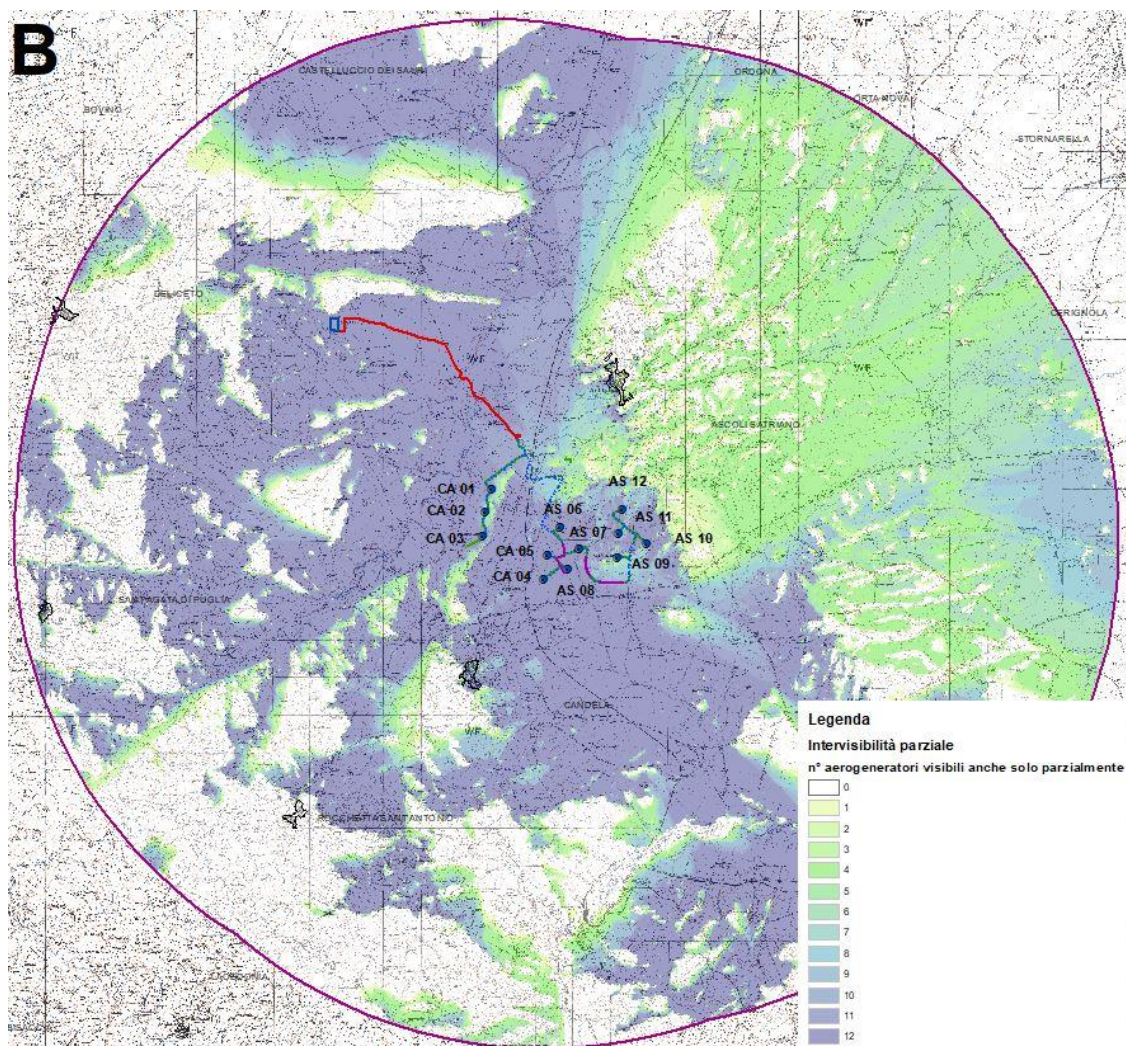 B
CASTELLUCCIO DEI SAURI
ORDONA
BOVINO
ORTA NOVA
STORNARELLA
DELICETO
CERIGNOLA
ASCOLI SATRIANO
CA 01
AS 12
CA 02
AS 06
AS 11
CA 03
AS 07
AS 10
CA 05
AS 09
CA 04
AS 08
SANT'AGATA DI PUGLIA
CANDELA
ROCCHETTA SANT'ANTONIO
Legenda
Intervisibilità parziale
n° aerogeneratori visibili anche solo parzialmente
0
1
2
3
4
5
6
7
8
9
10
11
12